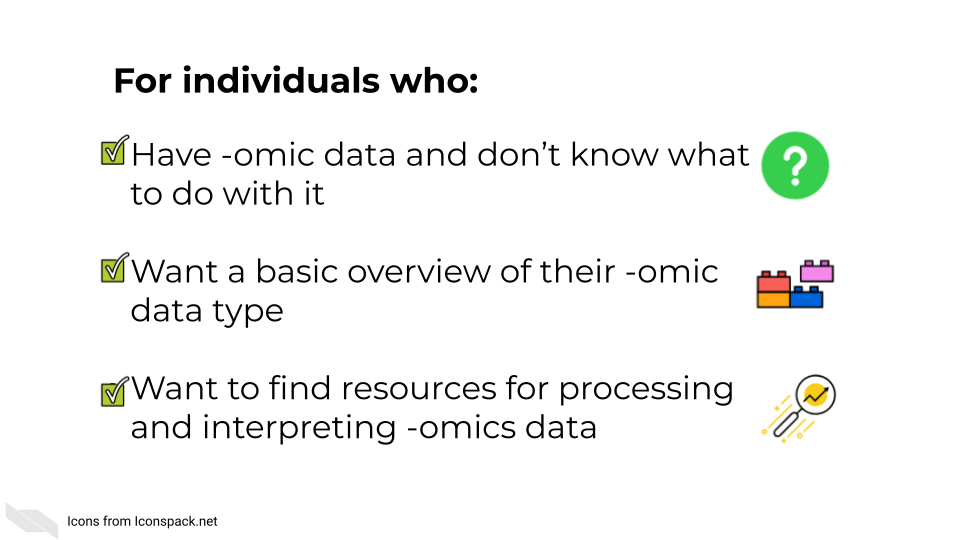 For individuals who:
Have -omic data and don’t know what
to do with it
?
Want a basic overview of their -omic
data type
Want to find resources for processing
and interpreting -omics data
Icons from Iconspack.net